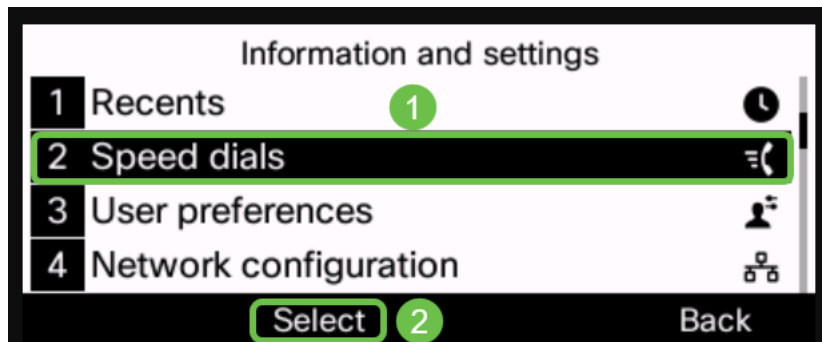 Information and settings
1 Recents 1
2 Speed dials
3 User preferences
4 Network configuration
Select 2 Back